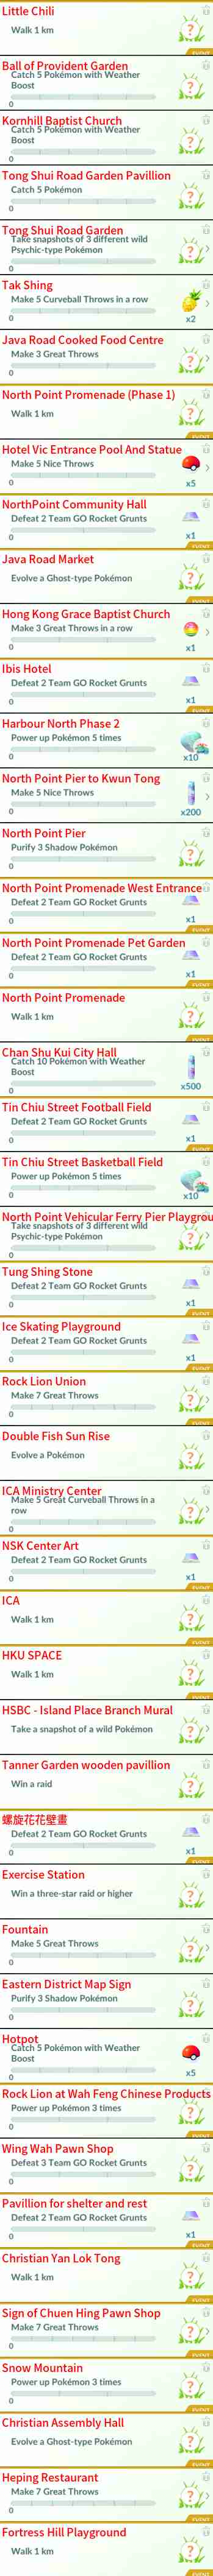 Little Chili
Walk 1 km
EVENT
Ball of Provident Garden
Catch 5 Pokémon with Weather
Boost
0
Kornhill Baptist Church
Catch 5 Pokémon with Weather
Boost
0
Tong Shui Road Garden Pavillion
Catch 5 Pokémon
0
Tong Shui Road Garden
Take snapshots of 3 different wild
Psychic-type Pokémon
0
Tak Shing
Make 5 Curveball Throws in a row
0
x2
Java Road Cooked Food Centre
Make 3 Great Throws
0
North Point Promenade (Phase 1)
Walk 1 km
EVENT
Hotel Vic Entrance Pool And Statue
Make 5 Nice Throws
0
x5
NorthPoint Community Hall
Defeat 2 Team GO Rocket Grunts
0
x1
EVENT
Java Road Market
Evolve a Ghost-type Pokémon
Hong Kong Grace Baptist Church
Make 3 Great Throws in a row
0
x1
Ibis Hotel
Defeat 2 Team GO Rocket Grunts
0
x1
EVENT
Harbour North Phase 2
Power up Pokémon 5 times
0
x10
North Point Pier to Kwun Tong
Make 5 Nice Throws
0
x200
North Point Pier
Purify 3 Shadow Pokémon
0
North Point Promenade West Entrance
Defeat 2 Team GO Rocket Grunts
0
x1
EVENT
North Point Promenade Pet Garden
Defeat 2 Team GO Rocket Grunts
0
x1
EVENT
North Point Promenade
Walk 1 km
EVENT
Chan Shu Kui City Hall
Catch 10 Pokémon with Weather
Boost
0
x500
Tin Chiu Street Football Field
Defeat 2 Team GO Rocket Grunts
0
x1
EVENT
Tin Chiu Street Basketball Field
Power up Pokémon 5 times
0
x10
North Point Vehicular Ferry Pier Playgrou
Take snapshots of 3 different wild
Psychic-type Pokémon
0
EVENT
Tung Shing Stone
Defeat 2 Team GO Rocket Grunts
0
x1
EVENT
Ice Skating Playground
Defeat 2 Team GO Rocket Grunts
0
x1
EVENT
Rock Lion Union
Make 7 Great Throws
0
EVENT
Double Fish Sun Rise
Evolve a Pokémon
ICA Ministry Center
Make 5 Great Curveball Throws in a
row
0
NSK Center Art
Defeat 2 Team GO Rocket Grunts
0
x1
EVENT
ICA
Walk 1 km
EVENT
HKU SPACE
Walk 1 km
EVENT
HSBC - Island Place Branch Mural
Take a snapshot of a wild Pokémon
Tanner Garden wooden pavillion
Win a raid
螺旋花花壁畫
Defeat 2 Team GO Rocket Grunts
0
x1
EVENT
Exercise Station
Win a three-star raid or higher
Fountain
Make 5 Great Throws
0
Eastern District Map Sign
Purify 3 Shadow Pokémon
0
Hotpot
Catch 5 Pokémon with Weather
Boost
0
x5
Rock Lion at Wah Feng Chinese Products
Power up Pokémon 3 times
0
EVENT
Wing Wah Pawn Shop
Defeat 3 Team GO Rocket Grunts
0
EVENT
Pavillion for shelter and rest
Defeat 2 Team GO Rocket Grunts
0
x1
EVENT
Christian Yan Lok Tong
Walk 1 km
EVENT
Sign of Chuen Hing Pawn Shop
Make 7 Great Throws
0
EVENT
Snow Mountain
Power up Pokémon 3 times
0
EVENT
Christian Assembly Hall
Evolve a Ghost-type Pokémon
Heping Restaurant
Make 7 Great Throws
0
EVENT
Fortress Hill Playground
Walk 1 km
EVENT